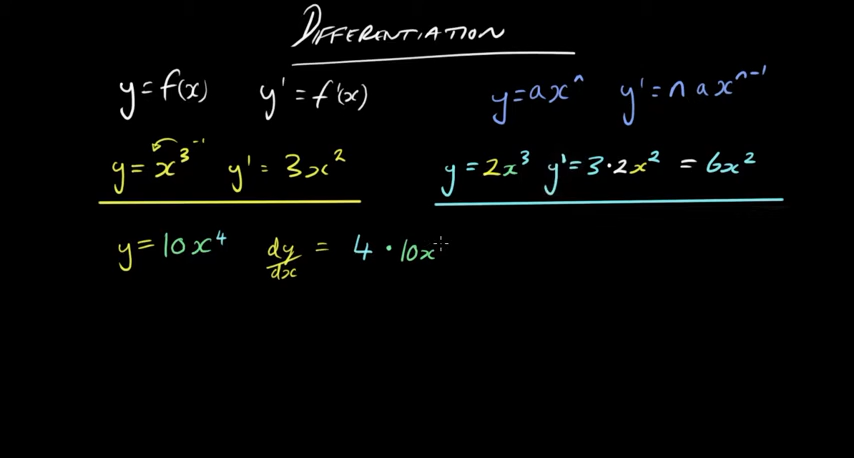 DIFFERENTIATION
y = f(x) y' = f'(x) y = ax^n y' = n a x^{n-1}
y = x^{3 -1} y' = 3x^2 y = 2x^3 y' = 3 · 2x^2 = 6x^2
y = 10x^4 dy/dx = 4 · 10x